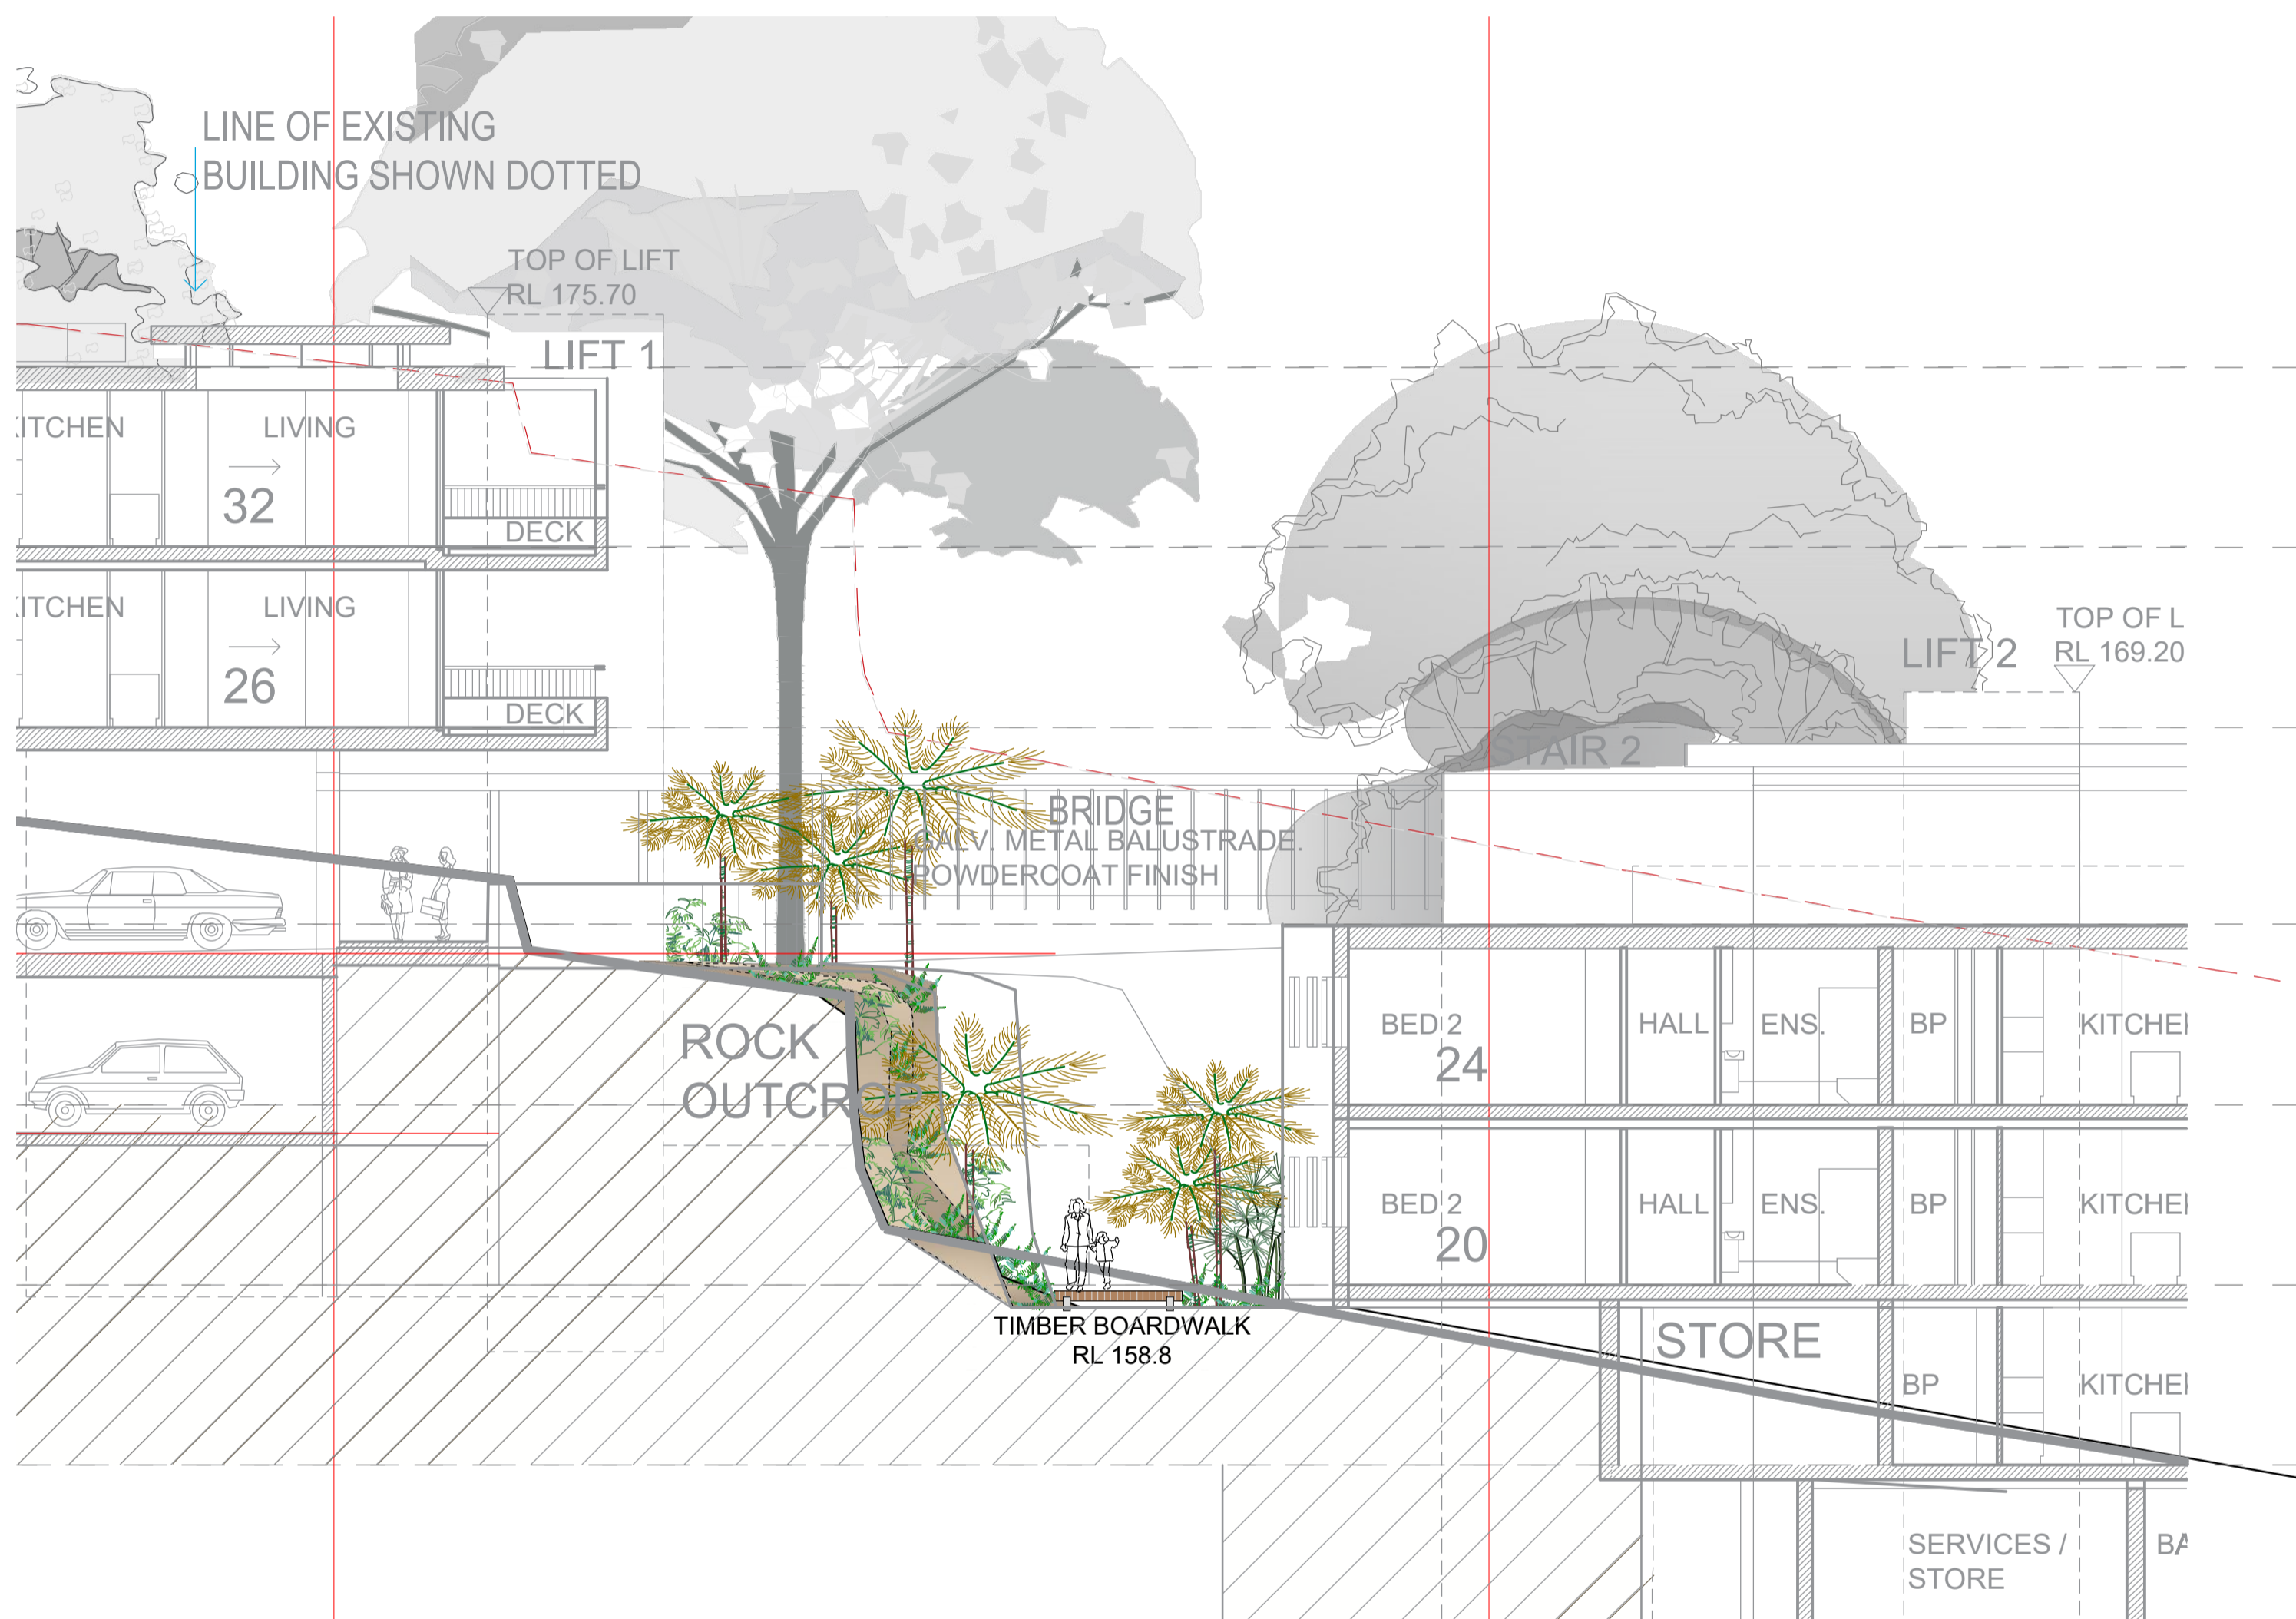 LINE OF EXISTING
BUILDING SHOWN DOTTED
TOP OF LIFT
RL 175.70
LIFT 1
ITCHEN
LIVING
32
DECK
ITCHEN
LIVING
26
DECK
TOP OF L
RL 169.20
LIFT 2
STAIR 2
BRIDGE
GALV. METAL BALUSTRADE.
POWDERCOAT FINISH
ROCK
OUTCROP
BED 2
24
HALL
ENS.
BP
KITCHE
BED 2
20
HALL
ENS.
BP
KITCHE
TIMBER BOARDWALK
RL 158.8
STORE
BP
KITCHE
SERVICES /
STORE
BA